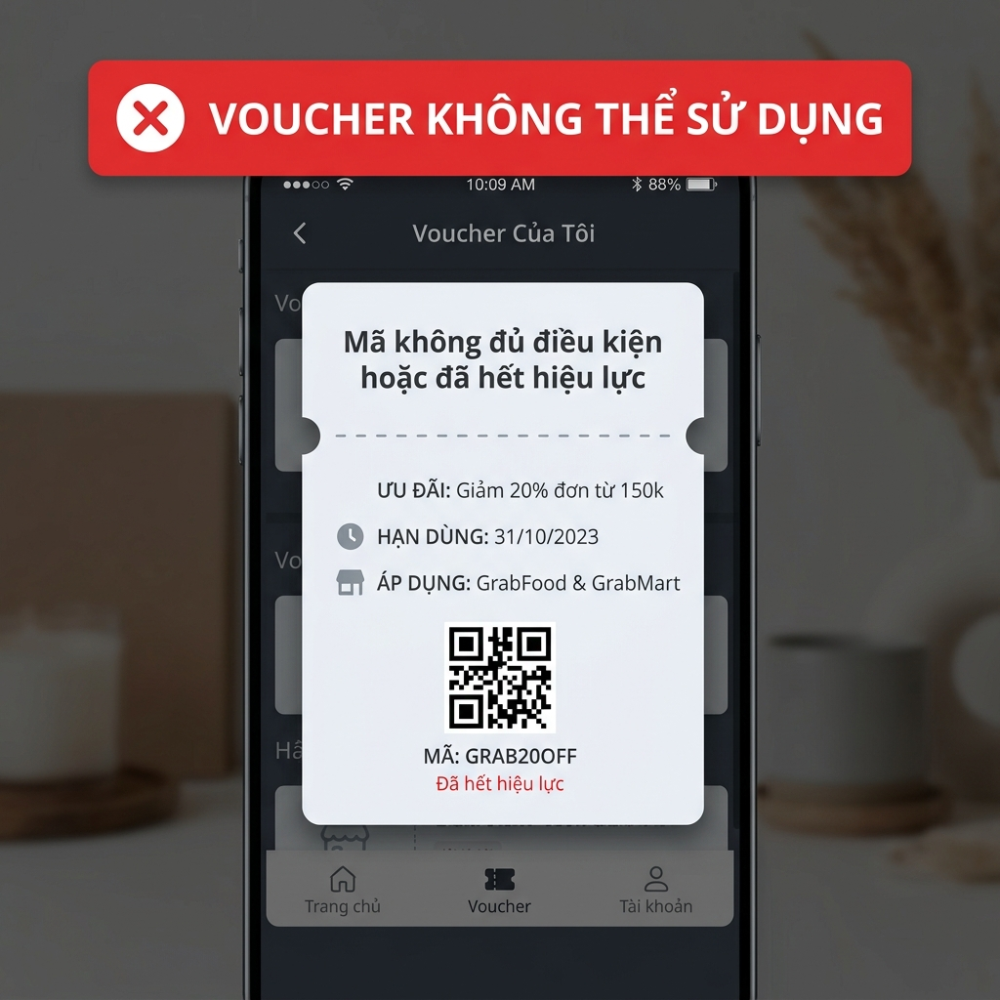 VOUCHER KHÔNG THỂ SỬ DỤNG
10:09 AM
88%
Voucher Của Tôi
Vo
Mã không đủ điều kiện
hoặc đã hết hiệu lực
ƯU ĐÃI: Giảm 20% đơn từ 150k
HẠN DÙNG: 31/10/2023
Vo
ÁP DỤNG: GrabFood & GrabMart
MÃ: GRAB20OFF
Hã
Đã hết hiệu lực
Trang chủ
Voucher
Tài khoản